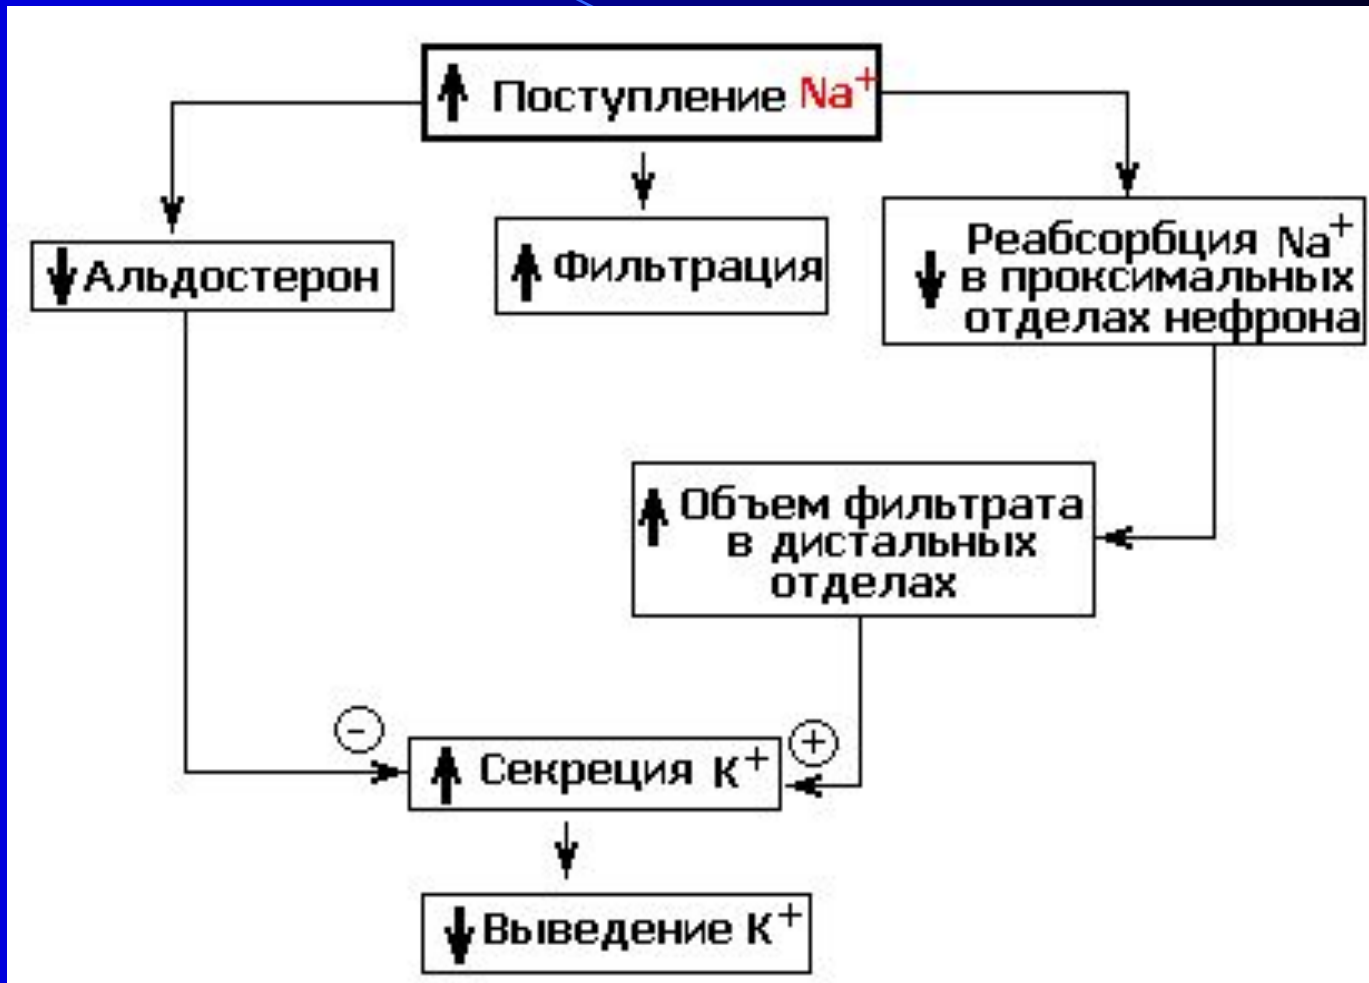 ↑ Поступление Na⁺
↓ Альдостерон
↑ Фильтрация
Реабсорбция Na⁺
↓ в проксимальных
отделах нефрона
↑ Объем фильтрата
в дистальных
отделах
−
+
↑ Секреция К⁺
↓ Выведение К⁺